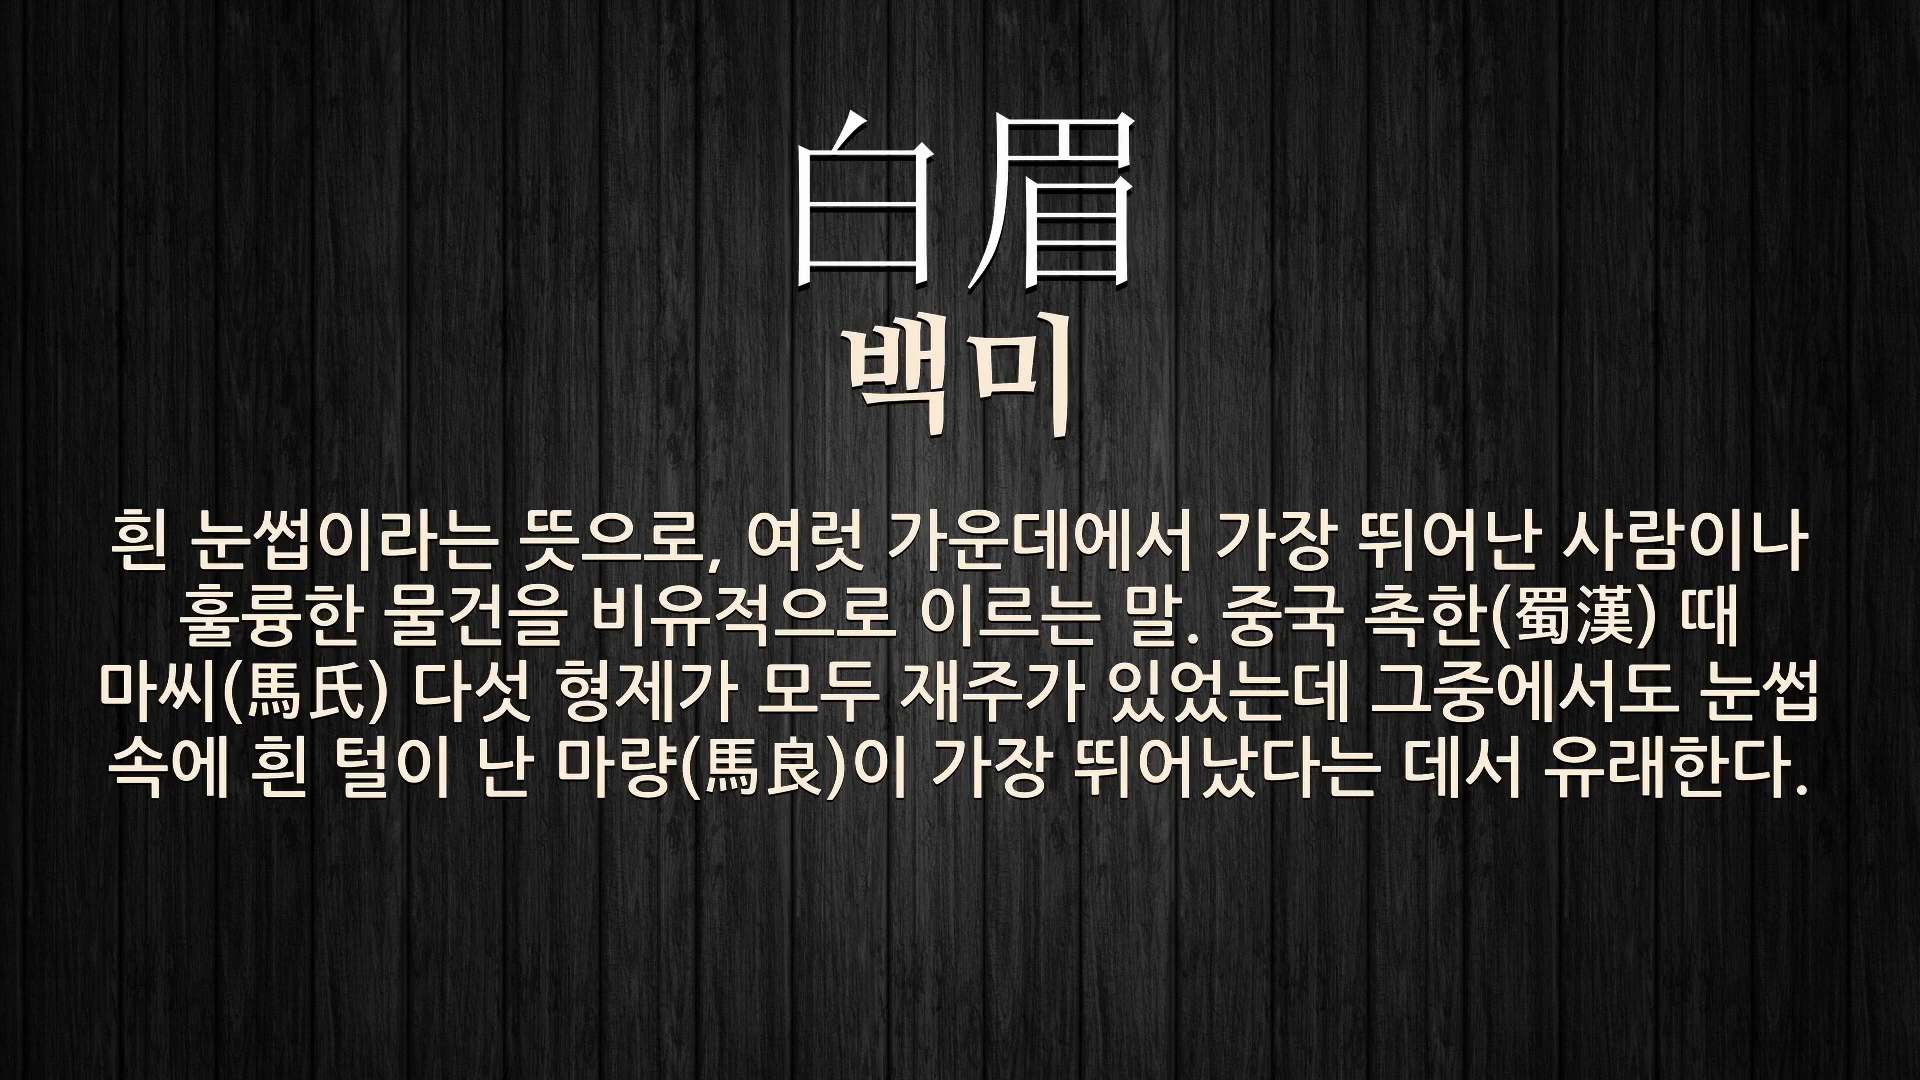 白眉
백미
흰 눈썹이라는 뜻으로, 여럿 가운데에서 가장 뛰어난 사람이나
훌륭한 물건을 비유적으로 이르는 말. 중국 촉한(蜀漢) 때
마씨(馬氏) 다섯 형제가 모두 재주가 있었는데 그중에서도 눈썹
속에 흰 털이 난 마량(馬良)이 가장 뛰어났다는 데서 유래한다.